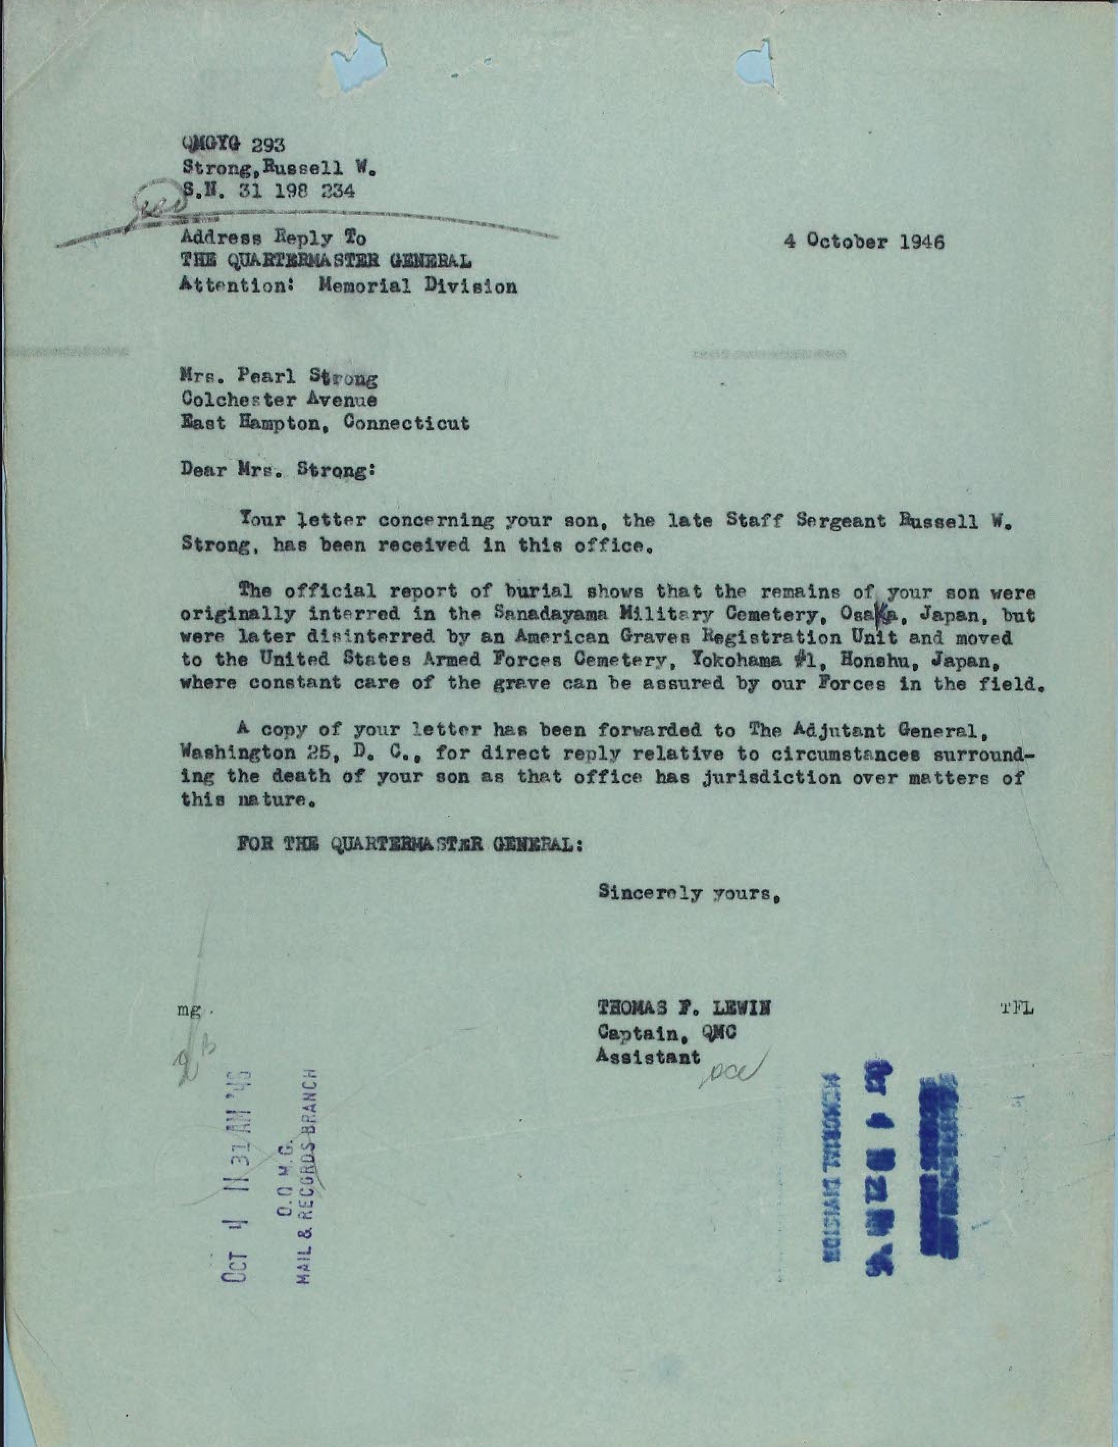 QMGYG 293
Strong,Russell W.
S.N. 31 198 234
Address Reply To
THE QUARTERMASTER GENERAL
Attention: Memorial Division
4 October 1946
Mrs. Pearl Strong
Colchester Avenue
East Hampton, Connecticut
Dear Mrs. Strong:
Your letter concerning your son, the late Staff Sergeant Russell W.
Strong, has been received in this office.
The official report of burial shows that the remains of your son were
originally interred in the Sanadayama Military Cemetery, Osaka, Japan, but
were later disinterred by an American Graves Registration Unit and moved
to the United States Armed Forces Cemetery, Yokohama #1, Honshu, Japan,
where constant care of the grave can be assured by our Forces in the field.
A copy of your letter has been forwarded to The Adjutant General,
Washington 25, D. C., for direct reply relative to circumstances surround-
ing the death of your son as that office has jurisdiction over matters of
this nature.
FOR THE QUARTERMASTER GENERAL:
Sincerely yours,
mg.
THOMAS F. LEWIN
TFL
Captain, QMC
Assistant
OCT 4 11 31 AM '46
O.Q M.G.
MAIL & RECORDS BRANCH
MEMORIAL DIVISION
OCT 4 10 21 AM '46